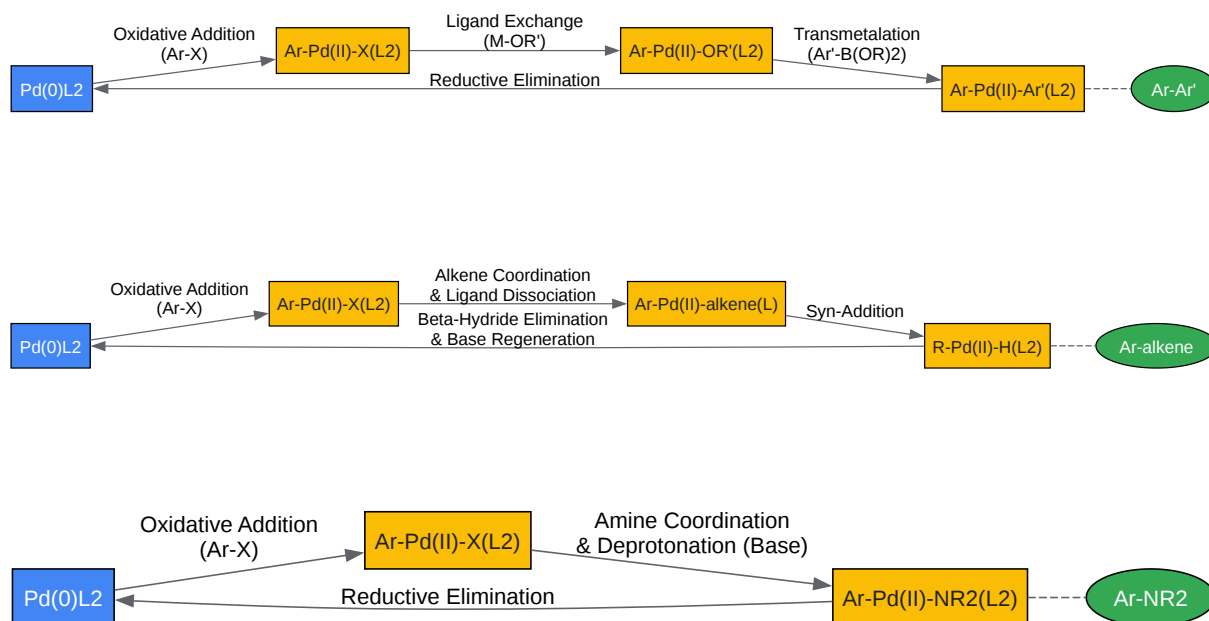 Oxidative Addition
(Ar-X)
Ligand Exchange
(M-OR')
Transmetalation
(Ar'-B(OR)2)
Pd(0)L2
Ar-Pd(II)-X(L2)
Ar-Pd(II)-OR'(L2)
Reductive Elimination
Ar-Pd(II)-Ar'(L2)
Ar-Ar'
Oxidative Addition
(Ar-X)
Alkene Coordination
& Ligand Dissociation
Syn-Addition
Pd(0)L2
Ar-Pd(II)-X(L2)
Ar-Pd(II)-alkene(L)
Beta-Hydride Elimination
& Base Regeneration
R-Pd(II)-H(L2)
Ar-alkene
Oxidative Addition
(Ar-X)
Ar-Pd(II)-X(L2)
Amine Coordination
& Deprotonation (Base)
Pd(0)L2
Reductive Elimination
Ar-Pd(II)-NR2(L2)
Ar-NR2